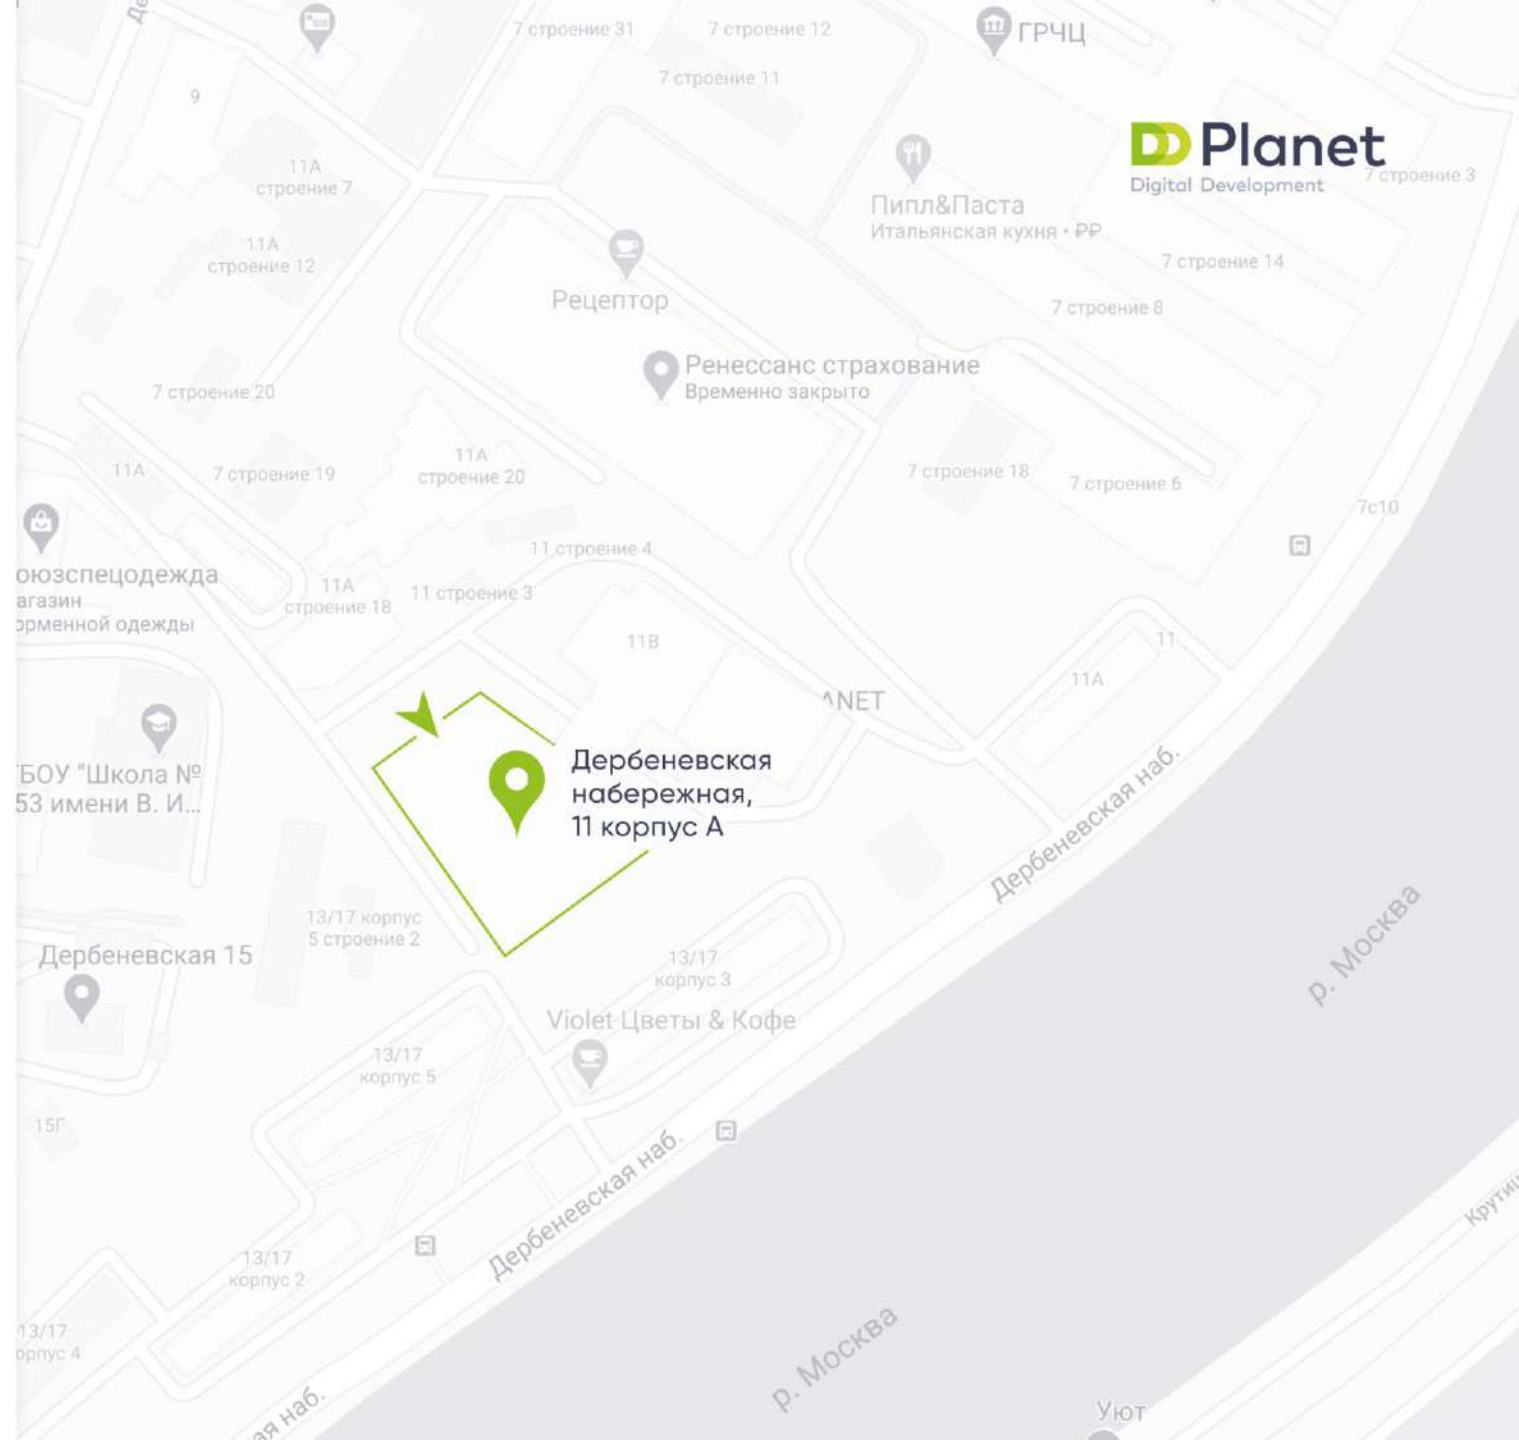 7 строение 31
7 строение 12
ГРЧЦ
7 строение 11
9
DD Planet
Digital Development
11А
строение 7
7 строение 3
Пипл&Паста
Итальянская кухня • ₽₽
11А
строение 12
7 строение 14
Рецептор
7 строение 8
Ренессанс страхование
Временно закрыто
7 строение 20
11А
7 строение 19
11А
строение 20
7 строение 18
7 строение 6
7с10
11 строение 4
оюзспецодежда
агазин
орменной одежды
11А
строение 18
11 строение 3
11В
11
11А
ANET
БОУ "Школа №
53 имени В. И...
Дербеневская
набережная,
11 корпус А
Дербеневская наб.
13/17 корпус
5 строение 2
Дербеневская 15
13/17
корпус 3
р. Москва
Violet Цветы & Кофе
13/17
корпус 5
15Г
Дербеневская наб.
Крутиц
13/17
корпус 2
13/17
орпус 4
р. Москва
ая наб.
Уют